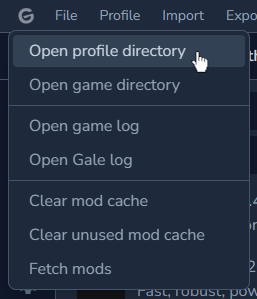 File Profile Import Expo
Open profile directory
Open game directory
Open game log
Open Gale log
Clear mod cache
Clear unused mod cache
Fetch mods
Fast, robust, pow